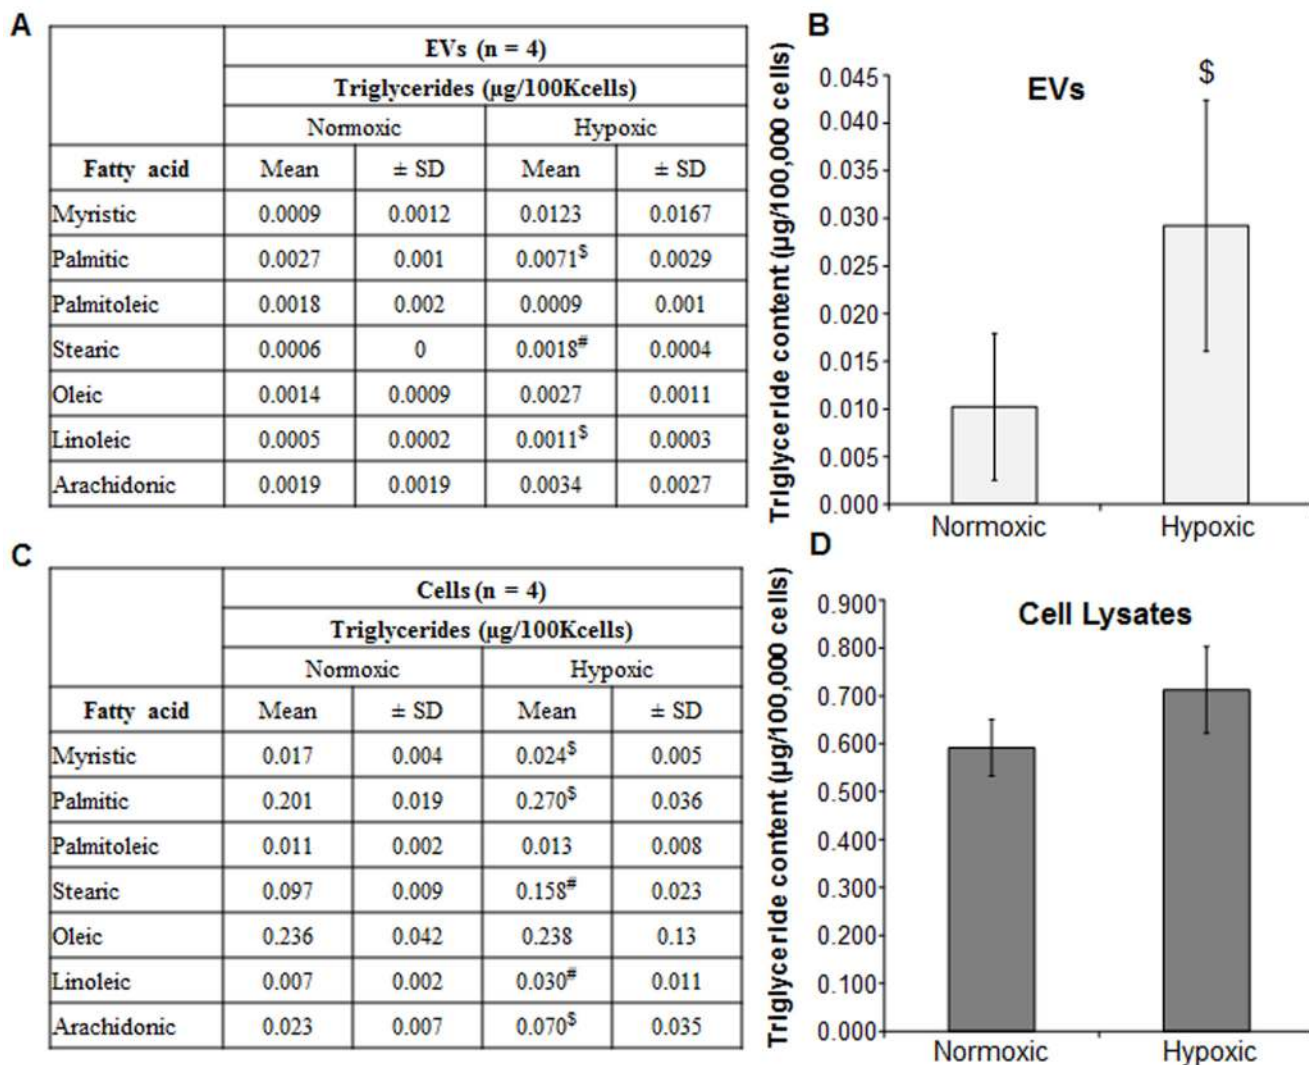 A
EVs (n = 4)
Triglycerides (µg/100Kcells)
Normoxic Hypoxic
Fatty acid Mean ± SD Mean ± SD
Myristic 0.0009 0.0012 0.0123 0.0167
Palmitic 0.0027 0.001 0.0071$ 0.0029
Palmitoleic 0.0018 0.002 0.0009 0.001
Stearic 0.0006 0 0.0018# 0.0004
Oleic 0.0014 0.0009 0.0027 0.0011
Linoleic 0.0005 0.0002 0.0011$ 0.0003
Arachidonic 0.0019 0.0019 0.0034 0.0027
B
Triglyceride content (µg/100,000 cells)
EVs
$
0.045
0.040
0.035
0.030
0.025
0.020
0.015
0.010
0.005
0.000
Normoxic Hypoxic
C
Cells (n = 4)
Triglycerides (µg/100Kcells)
Normoxic Hypoxic
Fatty acid Mean ± SD Mean ± SD
Myristic 0.017 0.004 0.024$ 0.005
Palmitic 0.201 0.019 0.270$ 0.036
Palmitoleic 0.011 0.002 0.013 0.008
Stearic 0.097 0.009 0.158# 0.023
Oleic 0.236 0.042 0.238 0.13
Linoleic 0.007 0.002 0.030# 0.011
Arachidonic 0.023 0.007 0.070$ 0.035
D
Triglyceride content (µg/100,000 cells)
Cell Lysates
0.900
0.800
0.700
0.600
0.500
0.400
0.300
0.200
0.100
0.000
Normoxic Hypoxic